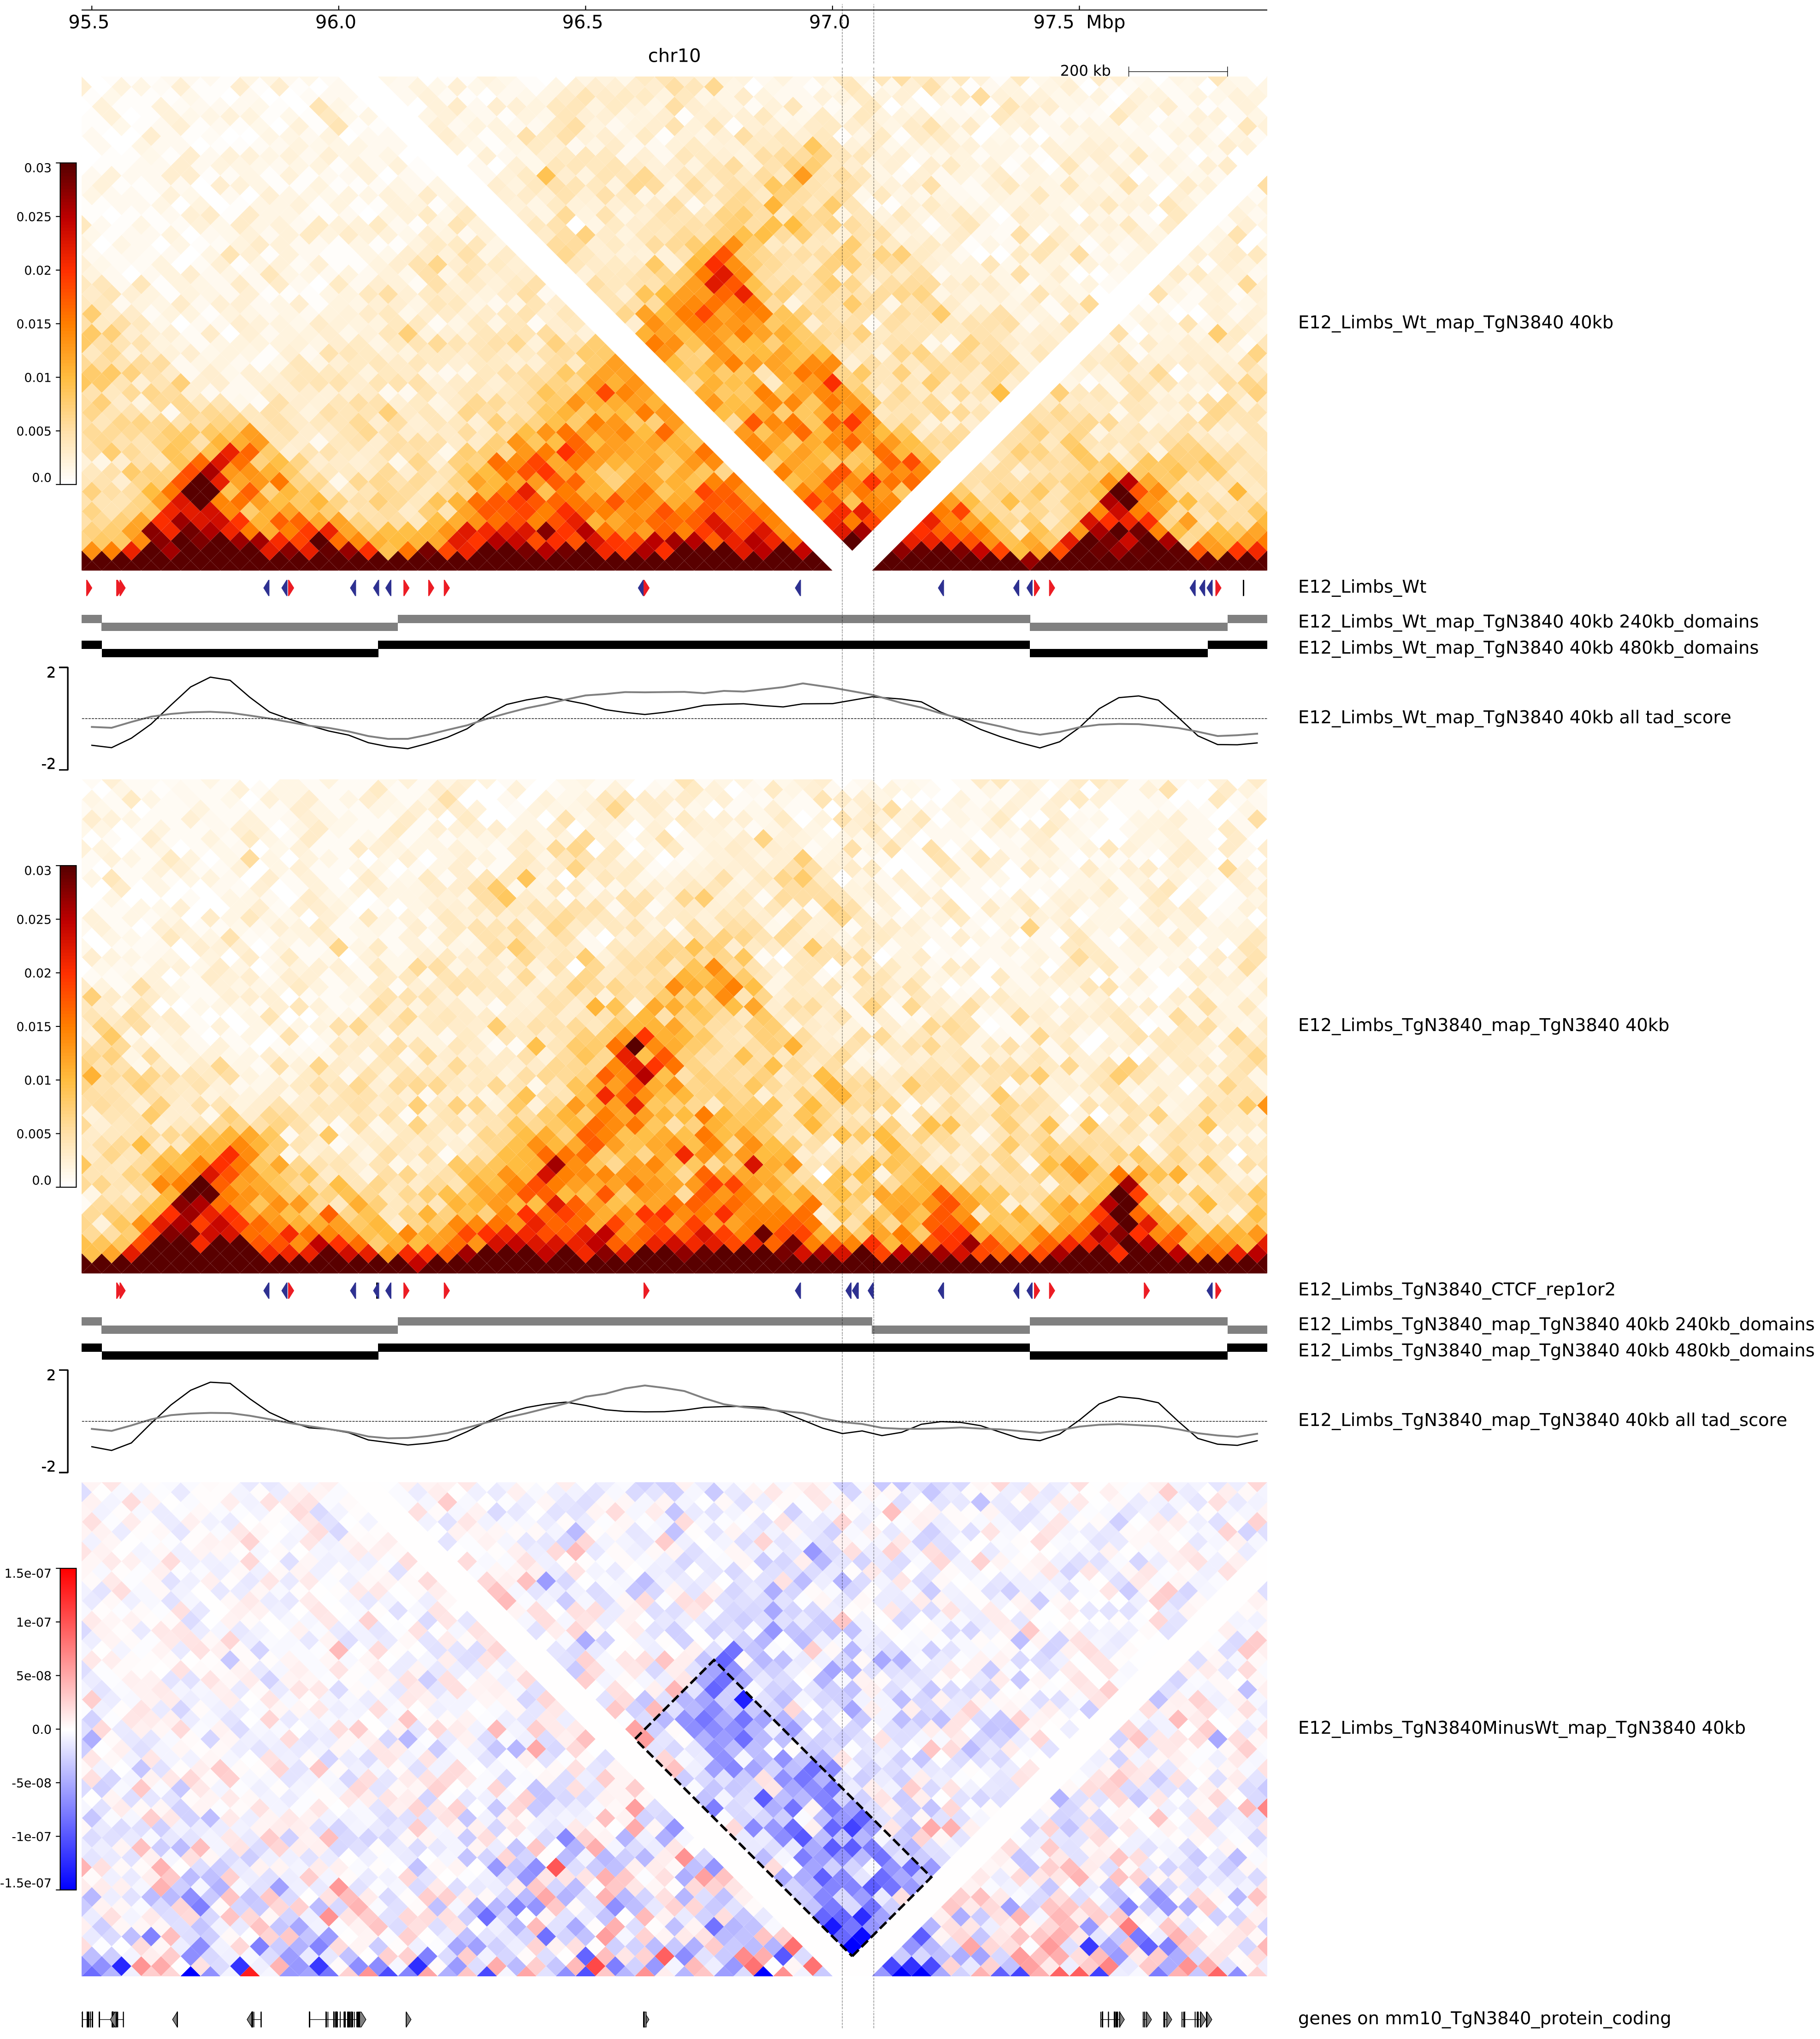 95.5 96.0 96.5 97.0 97.5 Mbp
chr10
200 kb
0.03
0.025
0.02
0.015
0.01
0.005
0.0
E12_Limbs_Wt_map_TgN3840 40kb
E12_Limbs_Wt
E12_Limbs_Wt_map_TgN3840 40kb 240kb_domains
E12_Limbs_Wt_map_TgN3840 40kb 480kb_domains
2
E12_Limbs_Wt_map_TgN3840 40kb all tad_score
-2
0.03
0.025
0.02
0.015
0.01
0.005
0.0
E12_Limbs_TgN3840_map_TgN3840 40kb
E12_Limbs_TgN3840_CTCF_rep1or2
E12_Limbs_TgN3840_map_TgN3840 40kb 240kb_domains
E12_Limbs_TgN3840_map_TgN3840 40kb 480kb_domains
2
E12_Limbs_TgN3840_map_TgN3840 40kb all tad_score
-2
1.5e-07
1e-07
5e-08
0.0
-5e-08
-1e-07
-1.5e-07
E12_Limbs_TgN3840MinusWt_map_TgN3840 40kb
genes on mm10_TgN3840_protein_coding